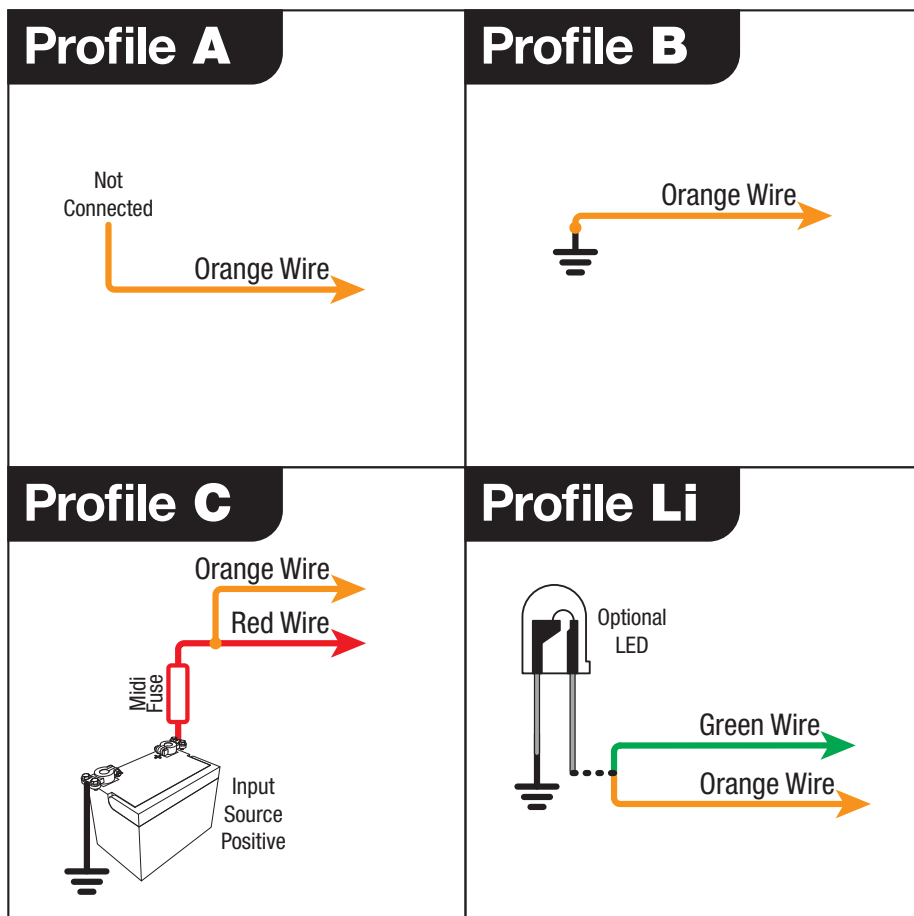 Profile A
Not
Connected
Orange Wire
Profile B
Orange Wire
Profile C
Orange Wire
Red Wire
Midi
Fuse
+
Input
Source
Positive
Profile Li
Optional
LED
Green Wire
Orange Wire